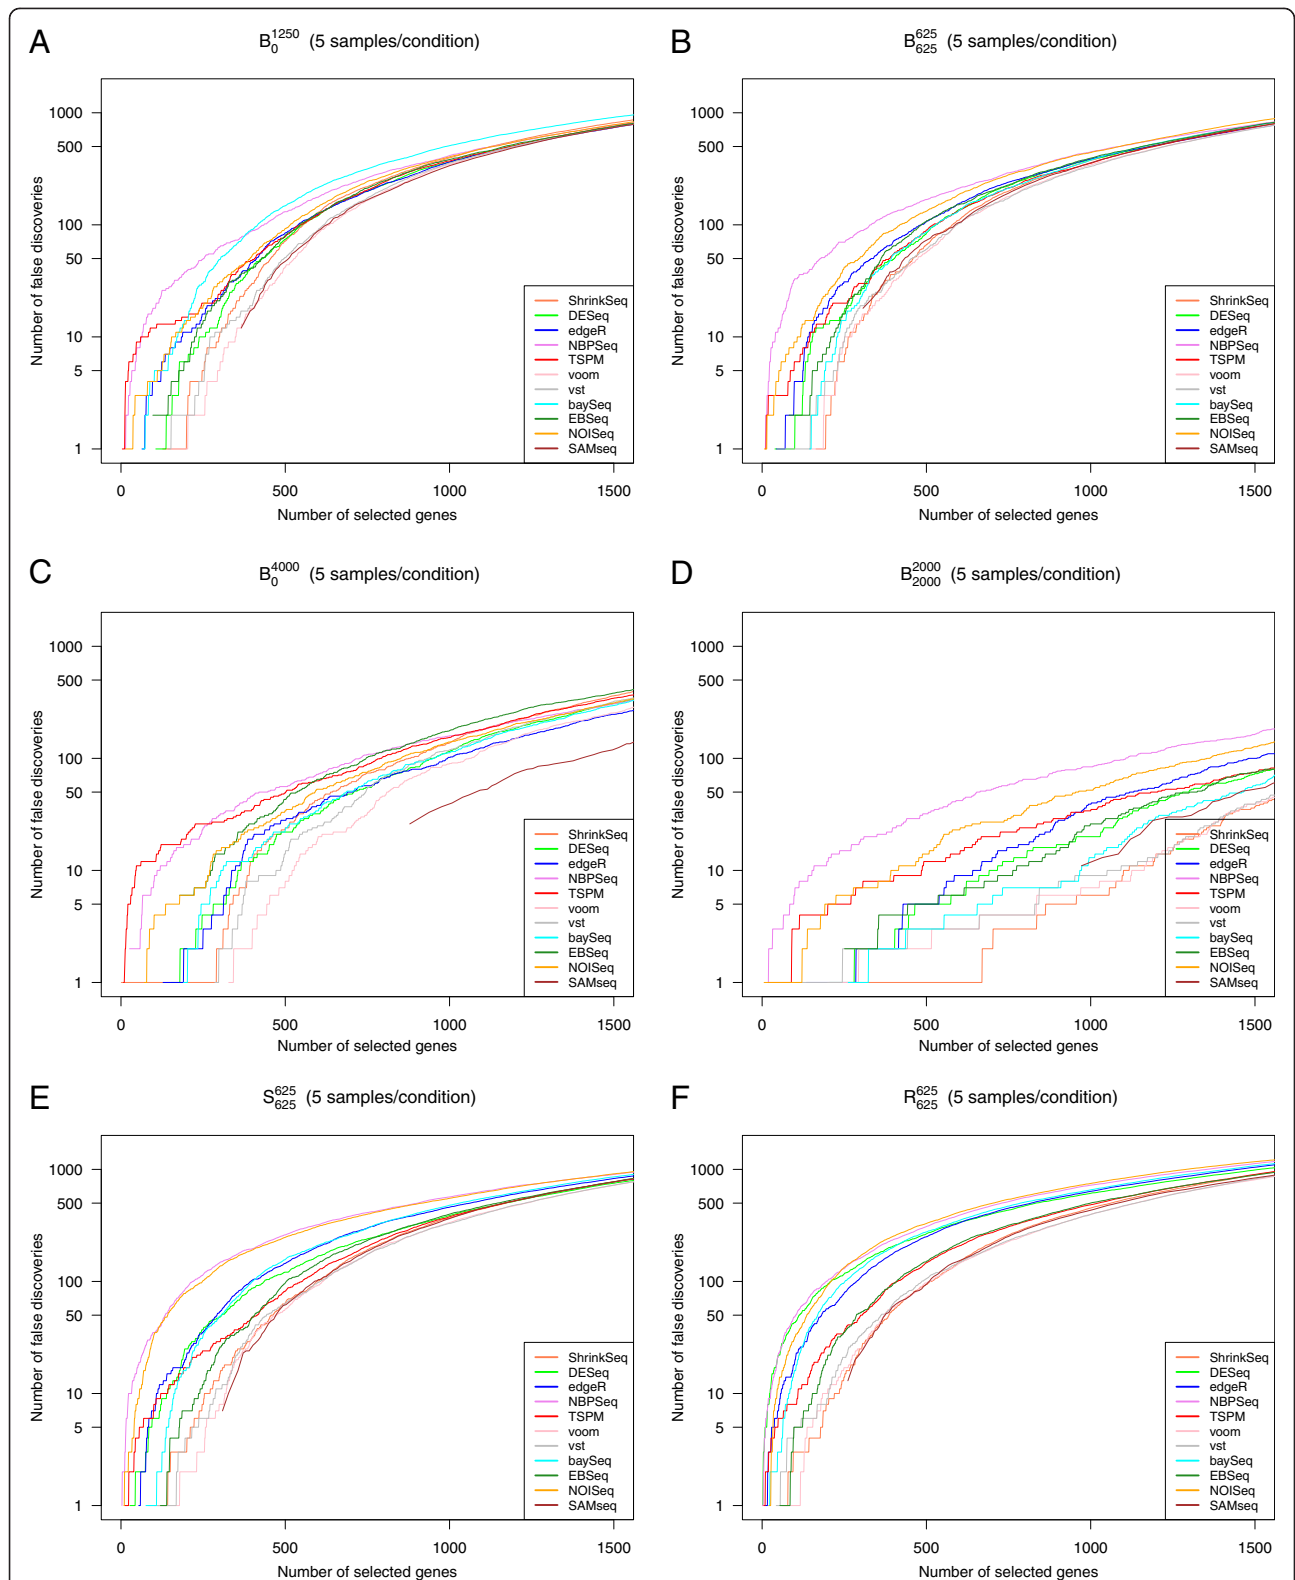 A
B₀¹²⁵⁰ (5 samples/condition)
1000
500
100
50
10
5
1
Number of false discoveries
0 500 1000 1500
Number of selected genes
ShrinkSeq
DESeq
edgeR
NBPSeq
TSPM
voom
vst
baySeq
EBSeq
NOISeq
SAMseq
B
B₆₂₅⁶²⁵ (5 samples/condition)
1000
500
100
50
10
5
1
Number of false discoveries
0 500 1000 1500
Number of selected genes
ShrinkSeq
DESeq
edgeR
NBPSeq
TSPM
voom
vst
baySeq
EBSeq
NOISeq
SAMseq
C
B₀⁴⁰⁰⁰ (5 samples/condition)
1000
500
100
50
10
5
1
Number of false discoveries
0 500 1000 1500
Number of selected genes
ShrinkSeq
DESeq
edgeR
NBPSeq
TSPM
voom
vst
baySeq
EBSeq
NOISeq
SAMseq
D
B₂₀₀₀²⁰⁰⁰ (5 samples/condition)
1000
500
100
50
10
5
1
Number of false discoveries
0 500 1000 1500
Number of selected genes
ShrinkSeq
DESeq
edgeR
NBPSeq
TSPM
voom
vst
baySeq
EBSeq
NOISeq
SAMseq
E
S₆₂₅⁶²⁵ (5 samples/condition)
1000
500
100
50
10
5
1
Number of false discoveries
0 500 1000 1500
Number of selected genes
ShrinkSeq
DESeq
edgeR
NBPSeq
TSPM
voom
vst
baySeq
EBSeq
NOISeq
SAMseq
F
R₆₂₅⁶²⁵ (5 samples/condition)
1000
500
100
50
10
5
1
Number of false discoveries
0 500 1000 1500
Number of selected genes
ShrinkSeq
DESeq
edgeR
NBPSeq
TSPM
voom
vst
baySeq
EBSeq
NOISeq
SAMseq